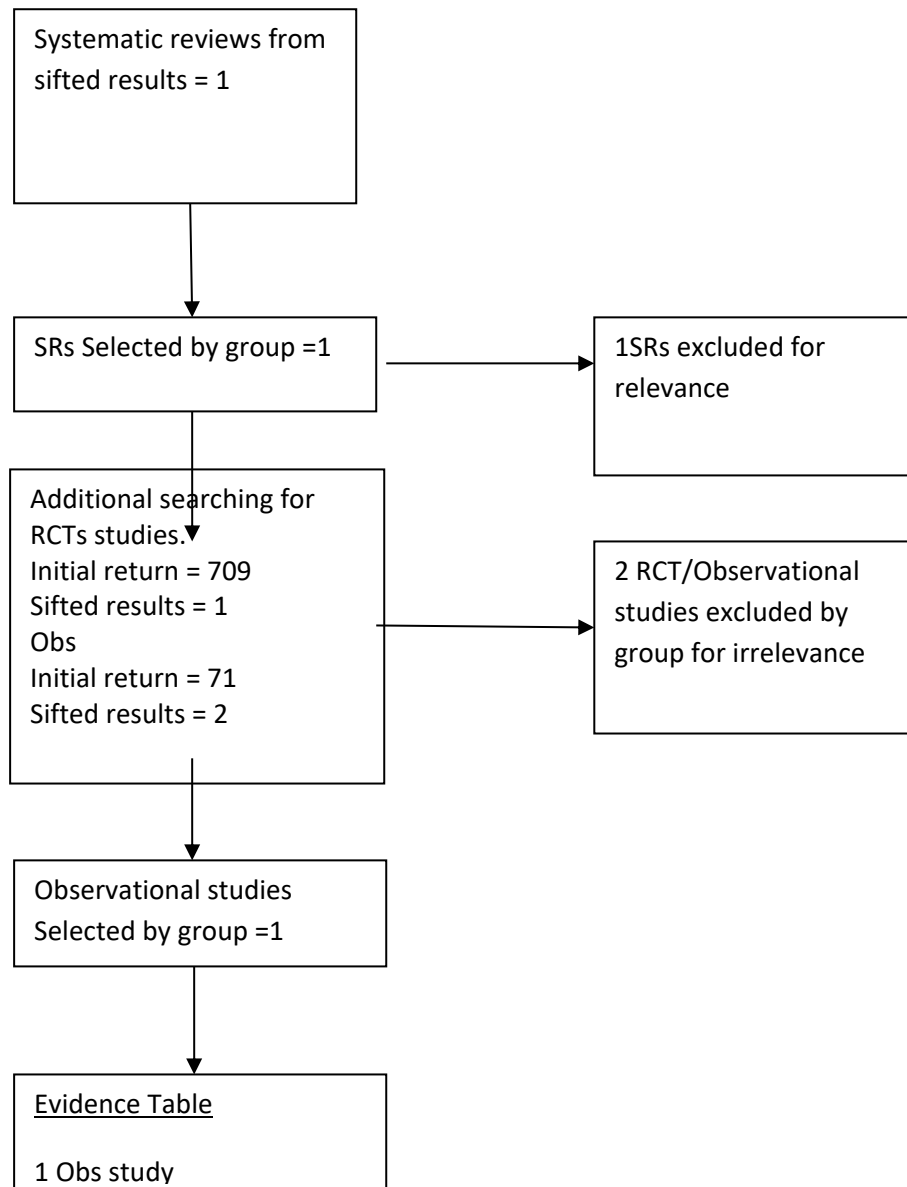 Systematic reviews from
sifted results = 1
SRs Selected by group =1
1SRs excluded for
relevance
Additional searching for
RCTs studies.
Initial return = 709
Sifted results = 1
Obs
Initial return = 71
Sifted results = 2
2 RCT/Observational
studies excluded by
group for irrelevance
Observational studies
Selected by group =1
Evidence Table
1 Obs study